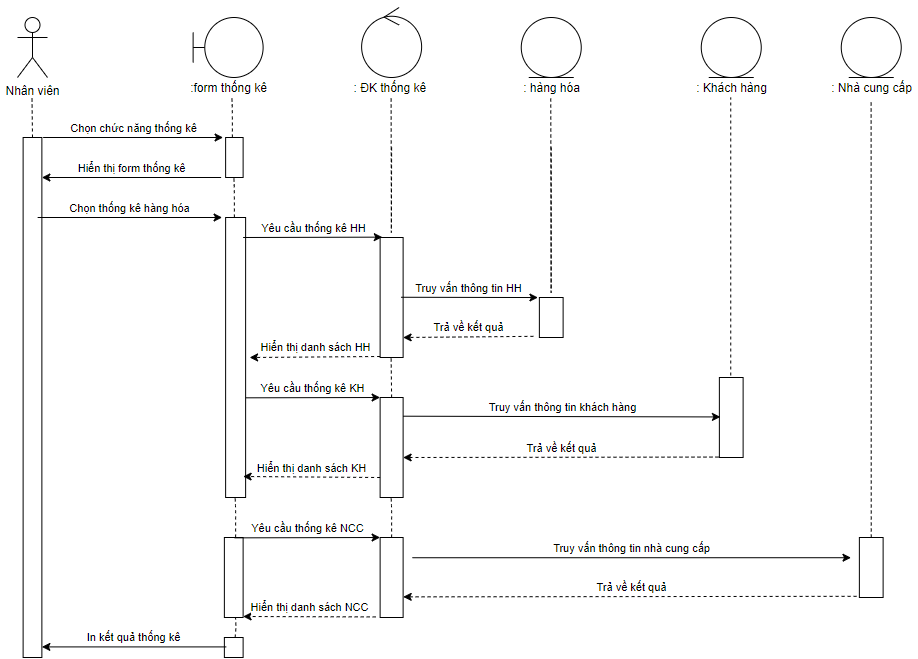 Nhân viên
:form thống kê
: ĐK thống kê
: hàng hóa
: Khách hàng
: Nhà cung cấp
Chọn chức năng thống kê
Hiển thị form thống kê
Chọn thống kê hàng hóa
Yêu cầu thống kê HH
Truy vấn thông tin HH
Trả về kết quả
Hiển thị danh sách HH
Yêu cầu thống kê KH
Truy vấn thông tin khách hàng
Trả về kết quả
Hiển thị danh sách KH
Yêu cầu thống kê NCC
Truy vấn thông tin nhà cung cấp
Trả về kết quả
Hiển thị danh sách NCC
In kết quả thống kê